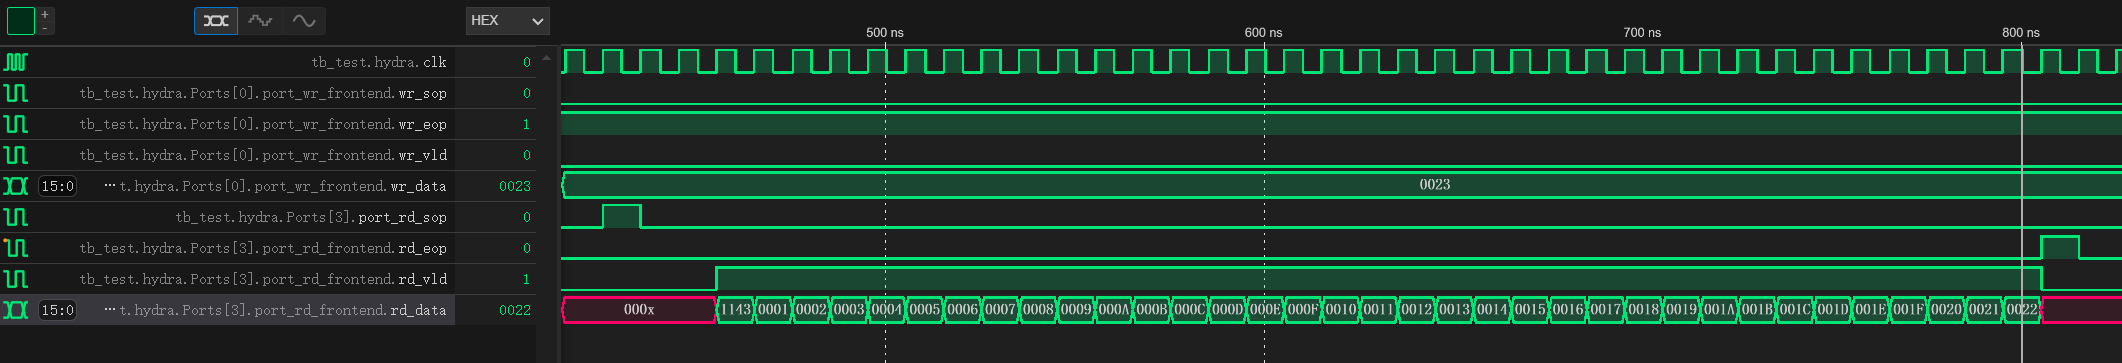 +
-
HEX
500 ns 600 ns 700 ns 800 ns
tb_test.hydra.clk 0
tb_test.hydra.Ports[0].port_wr_frontend.wr_sop 0
tb_test.hydra.Ports[0].port_wr_frontend.wr_eop 1
tb_test.hydra.Ports[0].port_wr_frontend.wr_vld 0
15:0 ⋯t.hydra.Ports[0].port_wr_frontend.wr_data 0023 0023
tb_test.hydra.Ports[3].port_rd_sop 0
tb_test.hydra.Ports[3].port_rd_frontend.rd_eop 0
tb_test.hydra.Ports[3].port_rd_frontend.rd_vld 1
15:0 ⋯t.hydra.Ports[3].port_rd_frontend.rd_data 0022 000x 1143 0001 0002 0003 0004 0005 0006 0007 0008 0009 000A 000B 000C 000D 000E 000F 0010 0011 0012 0013 0014 0015 0016 0017 0018 0019 001A 001B 001C 001D 001E 001F 0020 0021 0022